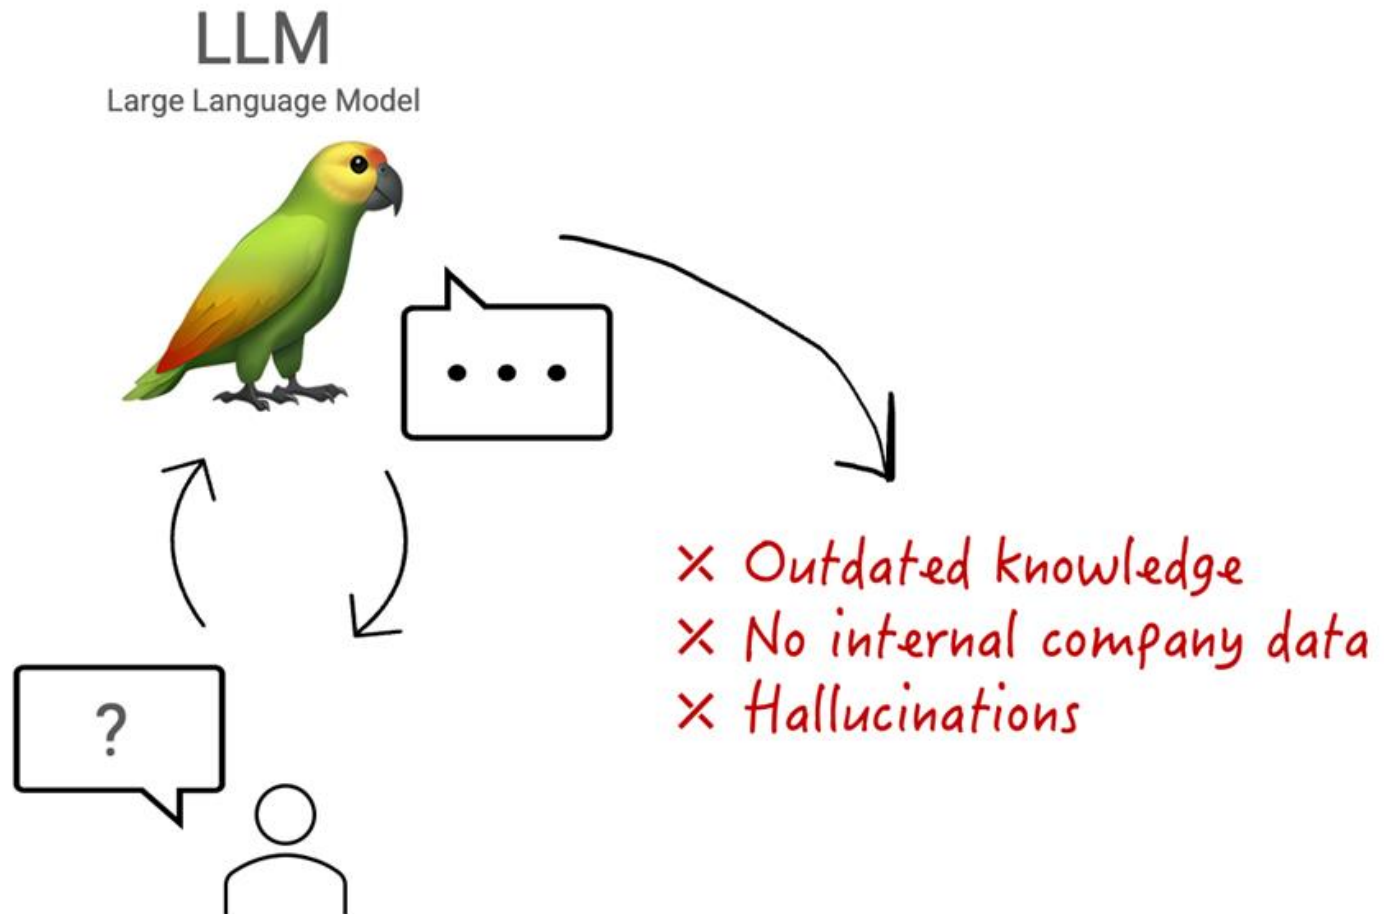 LLM
Large Language Model
× Outdated knowledge
× No internal company data
× Hallucinations
?